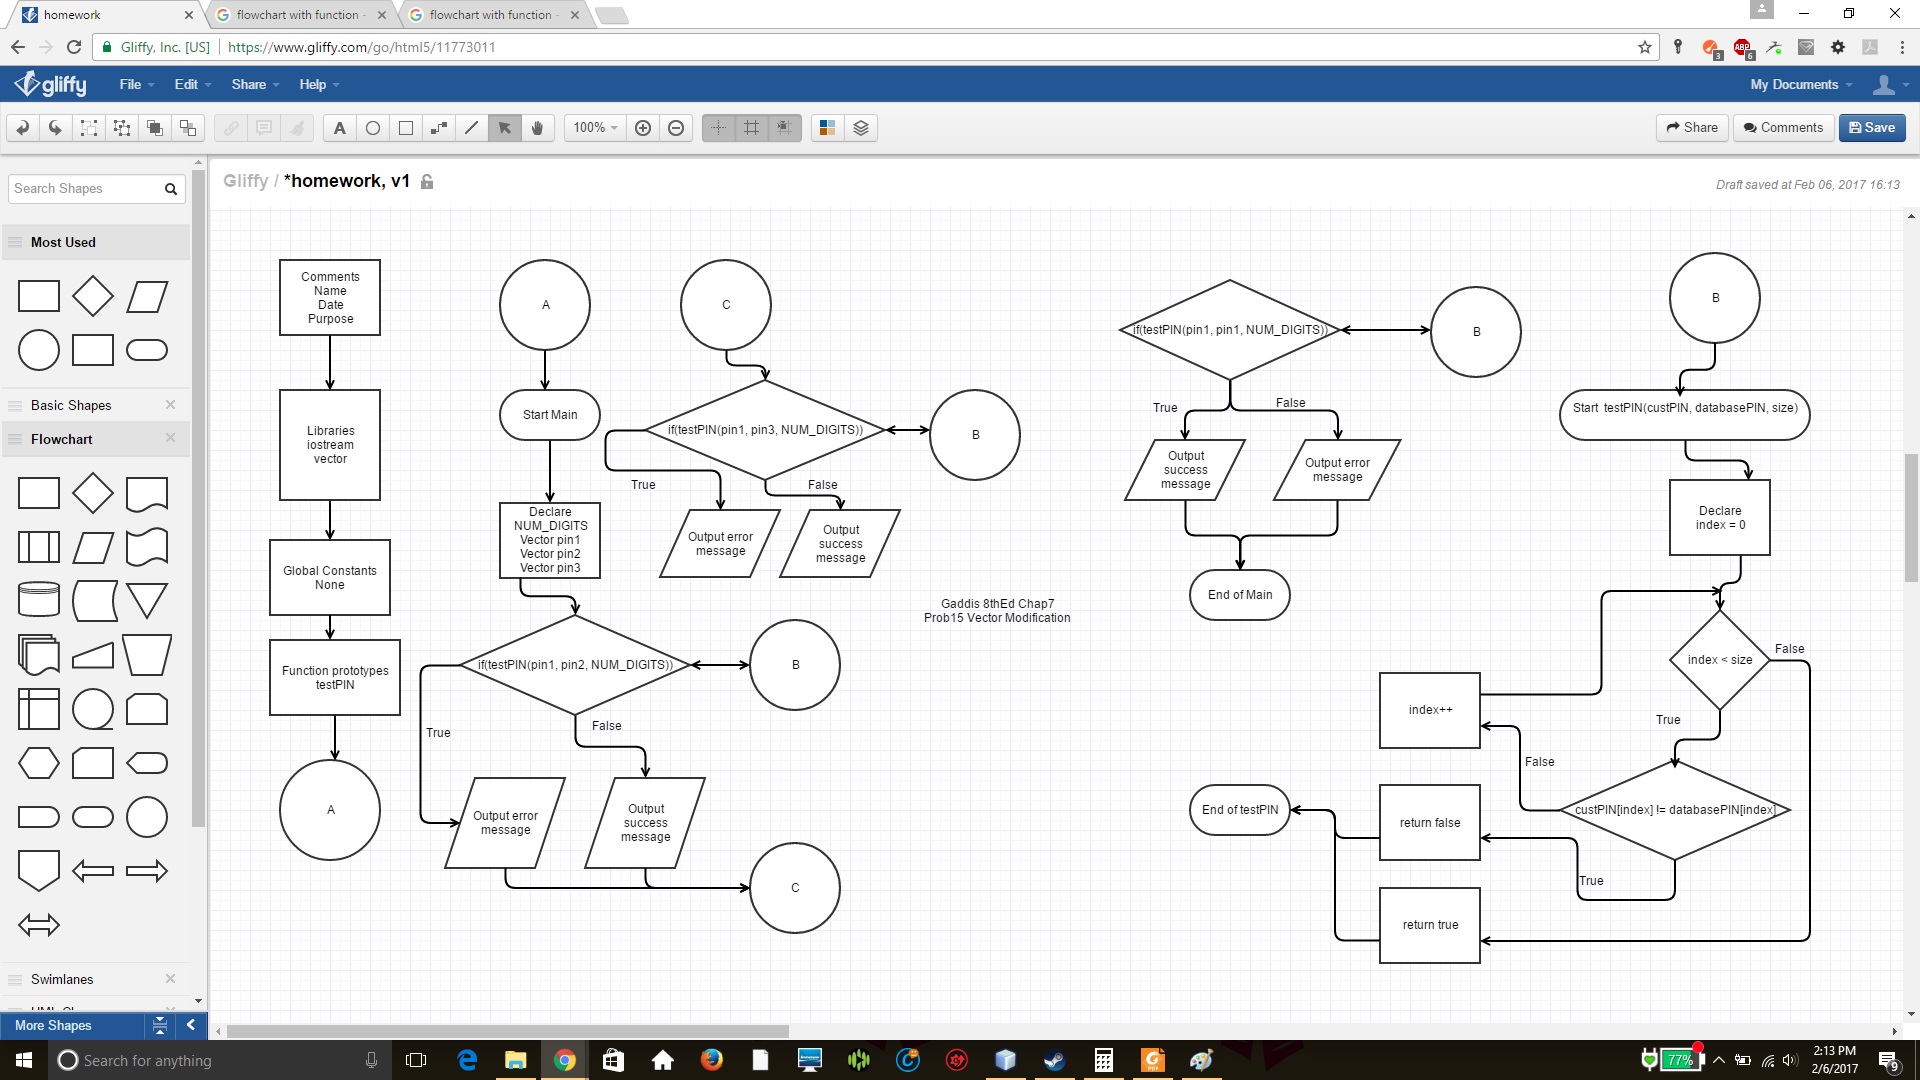 homework
flowchart with function -
flowchart with function -
Gliffy, Inc. [US]
https://www.gliffy.com/go/html5/11773011
3
6
gliffy
File
Edit
Share
Help
My Documents
100%
Share
Comments
Save
Search Shapes
Most Used
Basic Shapes
Flowchart
Swimlanes
More Shapes
Gliffy / *homework, v1
Draft saved at Feb 06, 2017 16:13
Comments
Name
Date
Purpose
Libraries
iostream
vector
Global Constants
None
Function prototypes
testPIN
A
A
Start Main
Declare
NUM_DIGITS
Vector pin1
Vector pin2
Vector pin3
if(testPIN(pin1, pin2, NUM_DIGITS))
B
True
False
Output error
message
Output
success
message
C
C
if(testPIN(pin1, pin3, NUM_DIGITS))
B
True
False
Output error
message
Output
success
message
Gaddis 8thEd Chap7
Prob15 Vector Modification
if(testPIN(pin1, pin1, NUM_DIGITS))
B
True
False
Output
success
message
Output error
message
End of Main
B
Start testPIN(custPIN, databasePIN, size)
Declare
index = 0
index < size
False
True
index++
False
custPIN[index] != databasePIN[index]
True
return false
return true
End of testPIN
Search for anything
77%
2:13 PM
2/6/2017
9